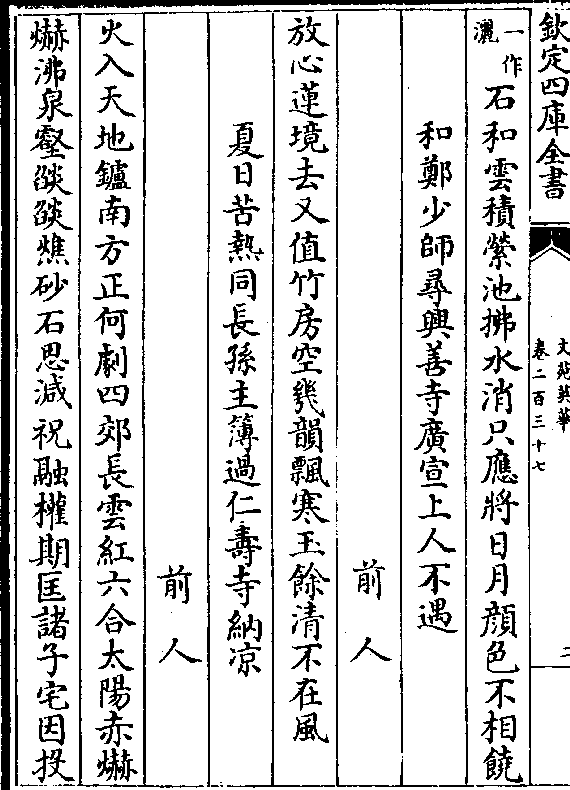 欽定四庫全書
文苑英華
卷二百三十七
二
一作
灑
石和雲積縈池拂水消只應將日月顔色不相饒
和鄭少師尋興善寺廣宣上人不遇
前人
放心蓮境去又值竹房空幾韻飄寒玉餘清不在風
夏日苦熱同長孫主簿過仁壽寺納凉
前人
火入天地鑪南方正何劇四郊長雲紅六合太陽赤爀
爀沸泉壑燄燄燋砂石思減祝融權期匡諸子宅因投